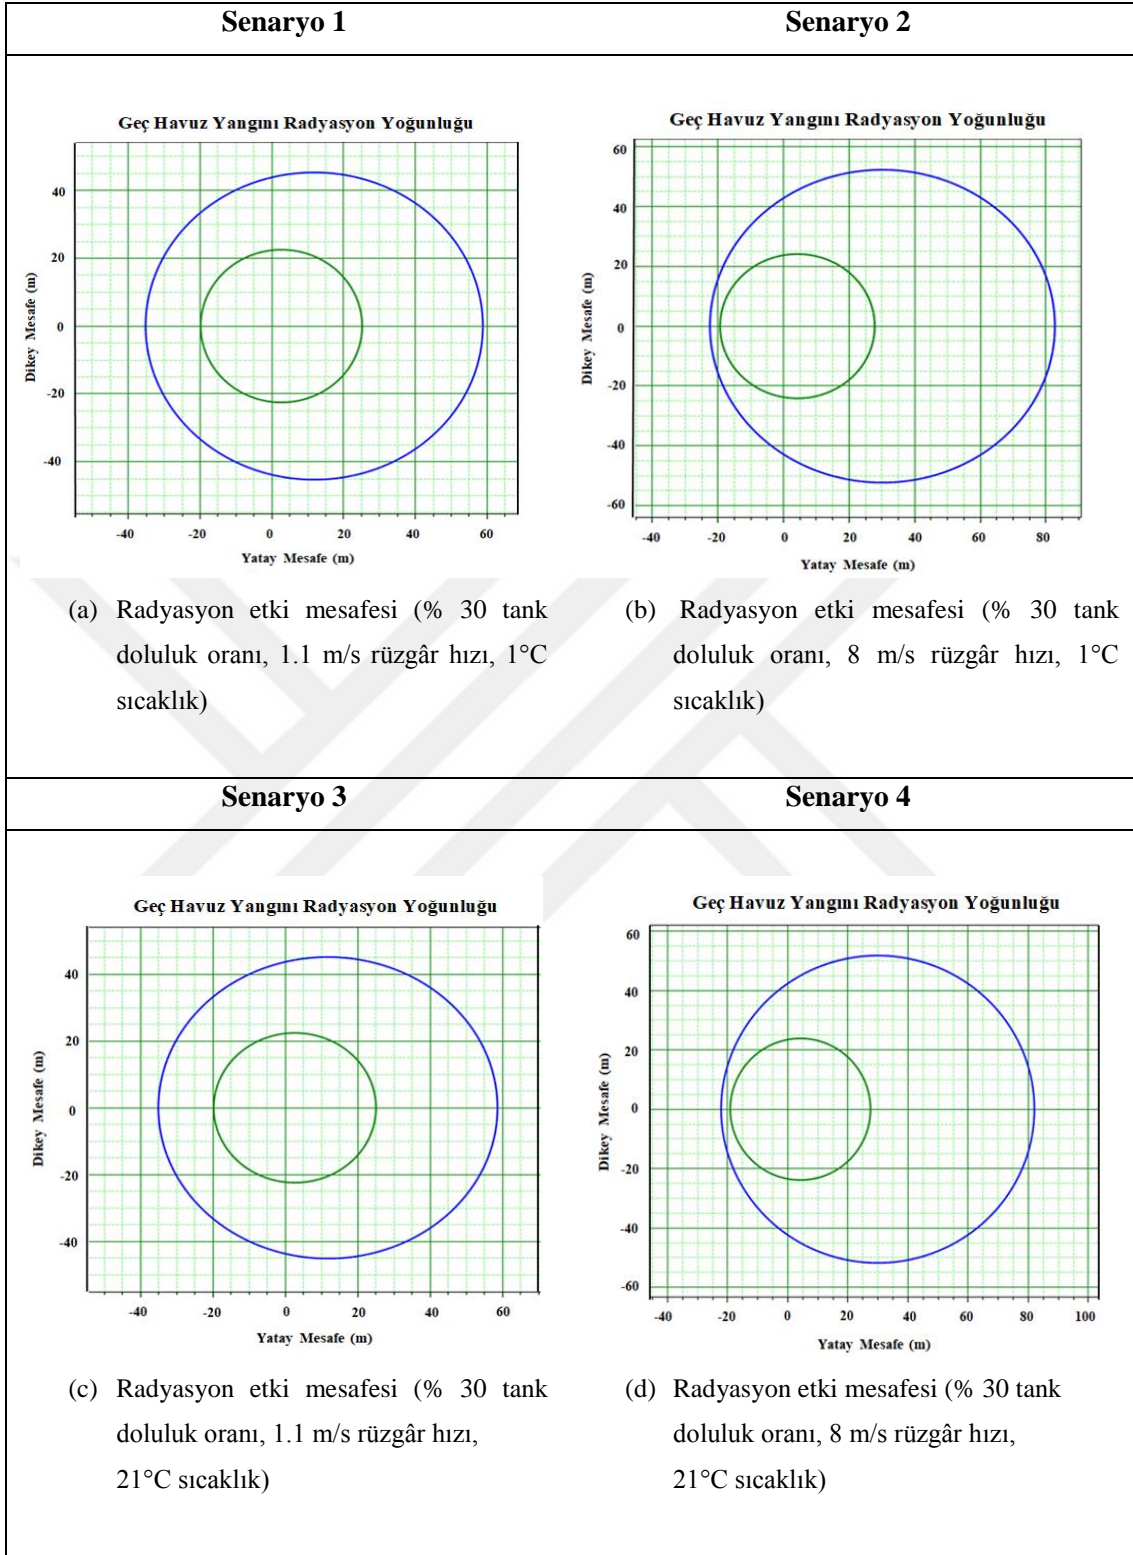 Senaryo 1
Senaryo 2
Geç Havuz Yangını Radyasyon Yoğunluğu
40
20
0
-20
-40
Dikey Mesafe (m)
-40
-20
0
20
40
60
Yatay Mesafe (m)
(a) Radyasyon etki mesafesi (% 30 tank
doluluk oranı, 1.1 m/s rüzgâr hızı, 1°C
sıcaklık)
Geç Havuz Yangını Radyasyon Yoğunluğu
60
40
20
0
-20
-40
-60
Dikey Mesafe (m)
-40
-20
0
20
40
60
80
Yatay Mesafe (m)
(b) Radyasyon etki mesafesi (% 30 tank
doluluk oranı, 8 m/s rüzgâr hızı, 1°C
sıcaklık)
Senaryo 3
Senaryo 4
Geç Havuz Yangını Radyasyon Yoğunluğu
40
20
0
-20
-40
Dikey Mesafe (m)
-40
-20
0
20
40
60
Yatay Mesafe (m)
(c) Radyasyon etki mesafesi (% 30 tank
doluluk oranı, 1.1 m/s rüzgâr hızı,
21°C sıcaklık)
Geç Havuz Yangını Radyasyon Yoğunluğu
60
40
20
0
-20
-40
-60
Dikey Mesafe (m)
-40
-20
0
20
40
60
80
100
Yatay Mesafe (m)
(d) Radyasyon etki mesafesi (% 30 tank
doluluk oranı, 8 m/s rüzgâr hızı,
21°C sıcaklık)